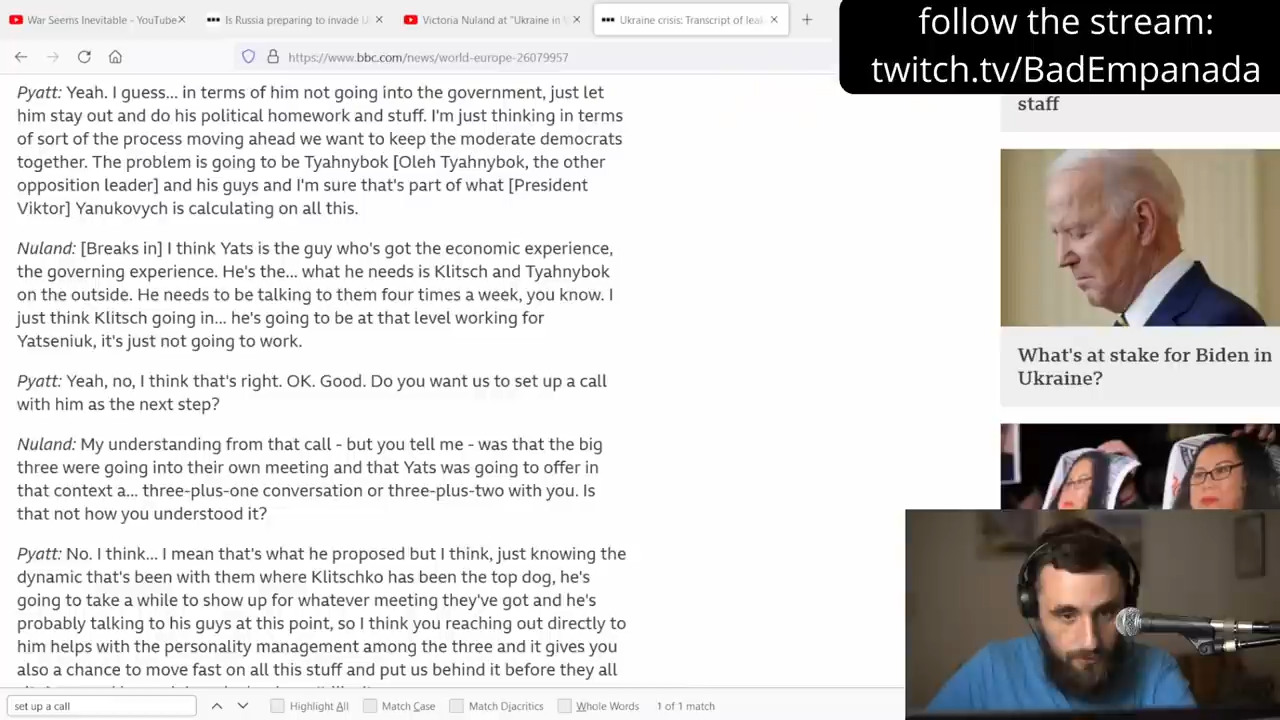 War Seems Inevitable - YouTube
Is Russia preparing to invade U
Victoria Nuland at "Ukraine in
Ukraine crisis: Transcript of leak
follow the stream:
twitch.tv/BadEmpanada
https://www.bbc.com/news/world-europe-26079957
Pyatt: Yeah. I guess... in terms of him not going into the government, just let
him stay out and do his political homework and stuff. I'm just thinking in terms
of sort of the process moving ahead we want to keep the moderate democrats
together. The problem is going to be Tyahnybok [Oleh Tyahnybok, the other
opposition leader] and his guys and I'm sure that's part of what [President
Viktor] Yanukovych is calculating on all this.
Nuland: [Breaks in] I think Yats is the guy who's got the economic experience,
the governing experience. He's the... what he needs is Klitsch and Tyahnybok
on the outside. He needs to be talking to them four times a week, you know. I
just think Klitsch going in... he's going to be at that level working for
Yatseniuk, it's just not going to work.
Pyatt: Yeah, no, I think that's right. OK. Good. Do you want us to set up a call
with him as the next step?
Nuland: My understanding from that call - but you tell me - was that the big
three were going into their own meeting and that Yats was going to offer in
that context a... three-plus-one conversation or three-plus-two with you. Is
that not how you understood it?
Pyatt: No. I think... I mean that's what he proposed but I think, just knowing the
dynamic that's been with them where Klitschko has been the top dog, he's
going to take a while to show up for whatever meeting they've got and he's
probably talking to his guys at this point, so I think you reaching out directly to
him helps with the personality management among the three and it gives you
also a chance to move fast on all this stuff and put us behind it before they all
staff
What's at stake for Biden in
Ukraine?
set up a call
Highlight All
Match Case
Match Diacritics
Whole Words
1 of 1 match